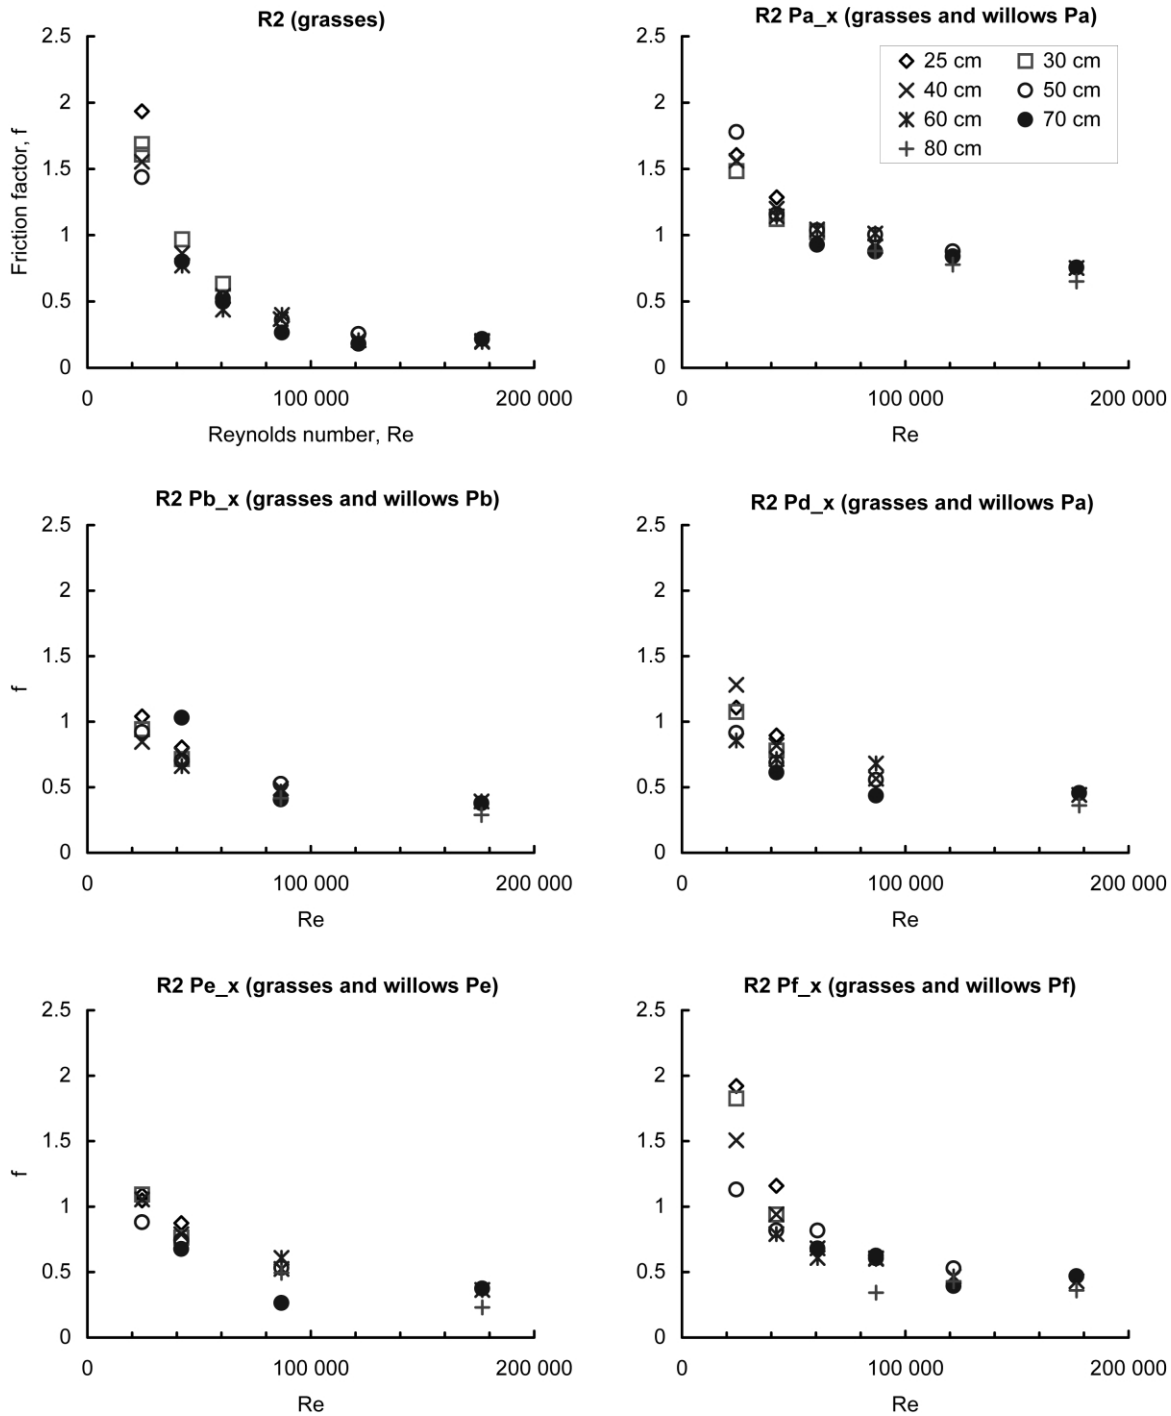 R2 (grasses)
2.5
2
1.5
1
0.5
0
Friction factor, f
0 100 000 200 000
Reynolds number, Re
R2 Pa_x (grasses and willows Pa)
2.5
2
1.5
1
0.5
0
25 cm 30 cm
40 cm 50 cm
60 cm 70 cm
80 cm
0 100 000 200 000
Re
R2 Pb_x (grasses and willows Pb)
2.5
2
1.5
1
0.5
0
f
0 100 000 200 000
Re
R2 Pd_x (grasses and willows Pa)
2.5
2
1.5
1
0.5
0
0 100 000 200 000
Re
R2 Pe_x (grasses and willows Pe)
2.5
2
1.5
1
0.5
0
f
0 100 000 200 000
Re
R2 Pf_x (grasses and willows Pf)
2.5
2
1.5
1
0.5
0
0 100 000 200 000
Re